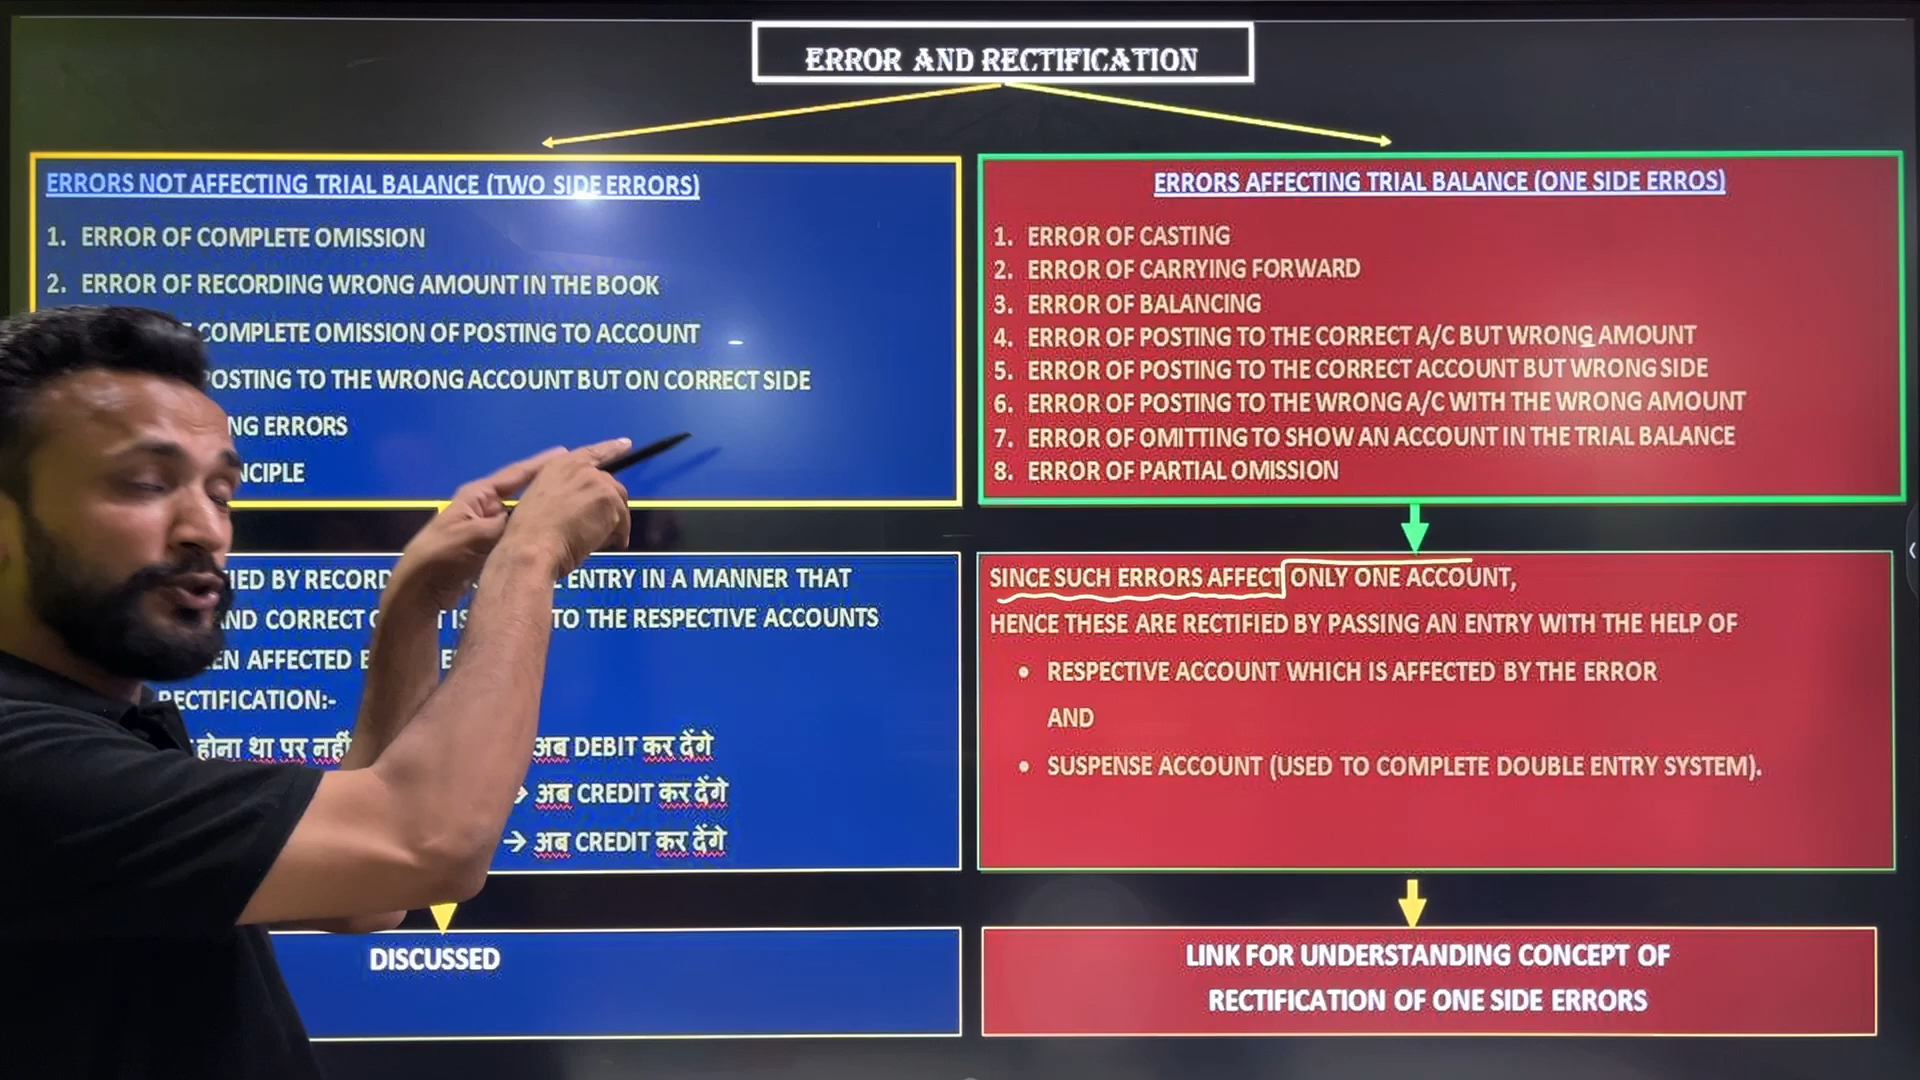 ERROR AND RECTIFICATION
ERRORS NOT AFFECTING TRIAL BALANCE (TWO SIDE ERRORS)
1. ERROR OF COMPLETE OMISSION
2. ERROR OF RECORDING WRONG AMOUNT IN THE BOOK
COMPLETE OMISSION OF POSTING TO ACCOUNT
POSTING TO THE WRONG ACCOUNT BUT ON CORRECT SIDE
NG ERRORS
NCIPLE
IED BY RECORD ENTRY IN A MANNER THAT
AND CORRECT TO THE RESPECTIVE ACCOUNTS
EN AFFECTED
RECTIFICATION:-
होना था पर नहीं अब DEBIT कर देंगे
अब CREDIT कर देंगे
→ अब CREDIT कर देंगे
DISCUSSED
ERRORS AFFECTING TRIAL BALANCE (ONE SIDE ERROS)
1. ERROR OF CASTING
2. ERROR OF CARRYING FORWARD
3. ERROR OF BALANCING
4. ERROR OF POSTING TO THE CORRECT A/C BUT WRONG AMOUNT
5. ERROR OF POSTING TO THE CORRECT ACCOUNT BUT WRONG SIDE
6. ERROR OF POSTING TO THE WRONG A/C WITH THE WRONG AMOUNT
7. ERROR OF OMITTING TO SHOW AN ACCOUNT IN THE TRIAL BALANCE
8. ERROR OF PARTIAL OMISSION
SINCE SUCH ERRORS AFFECT ONLY ONE ACCOUNT,
HENCE THESE ARE RECTIFIED BY PASSING AN ENTRY WITH THE HELP OF
• RESPECTIVE ACCOUNT WHICH IS AFFECTED BY THE ERROR
AND
• SUSPENSE ACCOUNT (USED TO COMPLETE DOUBLE ENTRY SYSTEM).
LINK FOR UNDERSTANDING CONCEPT OF
RECTIFICATION OF ONE SIDE ERRORS